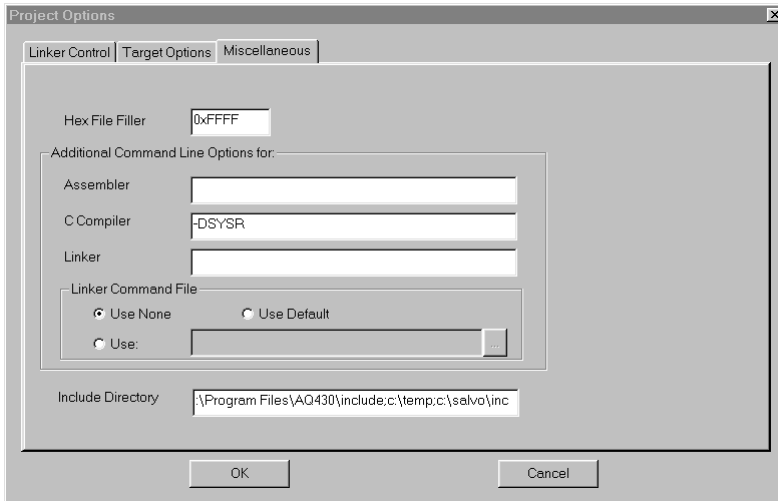 Project Options
Linker Control Target Options Miscellaneous
Hex File Filler 0xFFFF
Additional Command Line Options for:
Assembler
C Compiler -DSYSR
Linker
Linker Command File
Use None Use Default
Use: ...
Include Directory :\Program Files\AQ430\include;c:\temp;c:\salvo\inc
OK Cancel